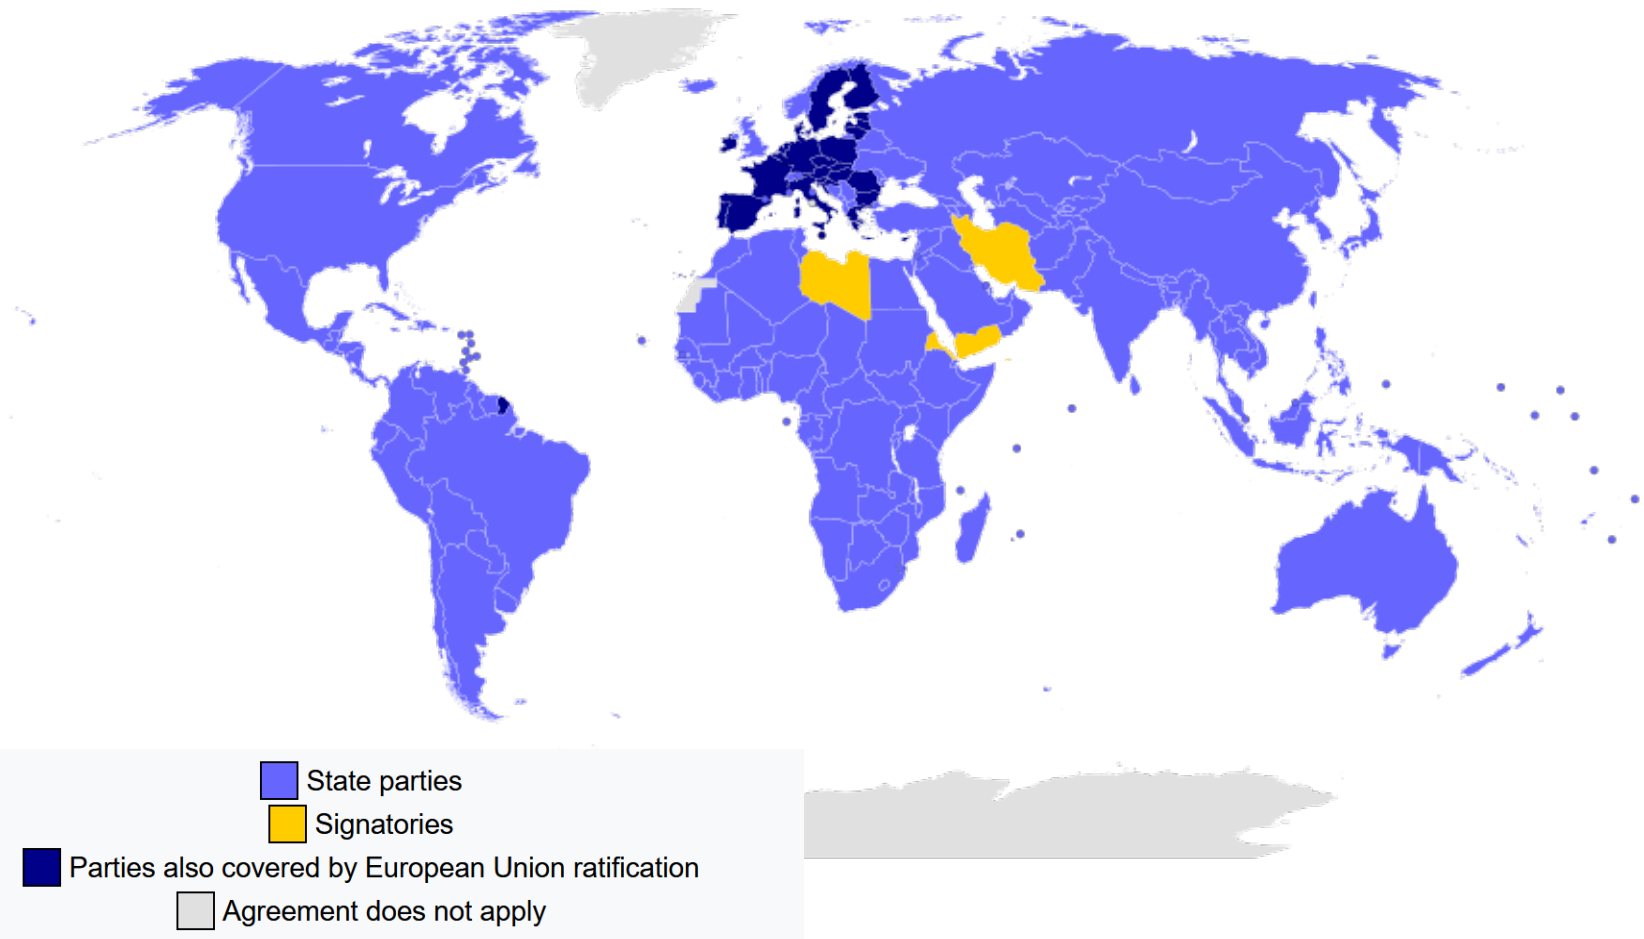 State parties
Signatories
Parties also covered by European Union ratification
Agreement does not apply